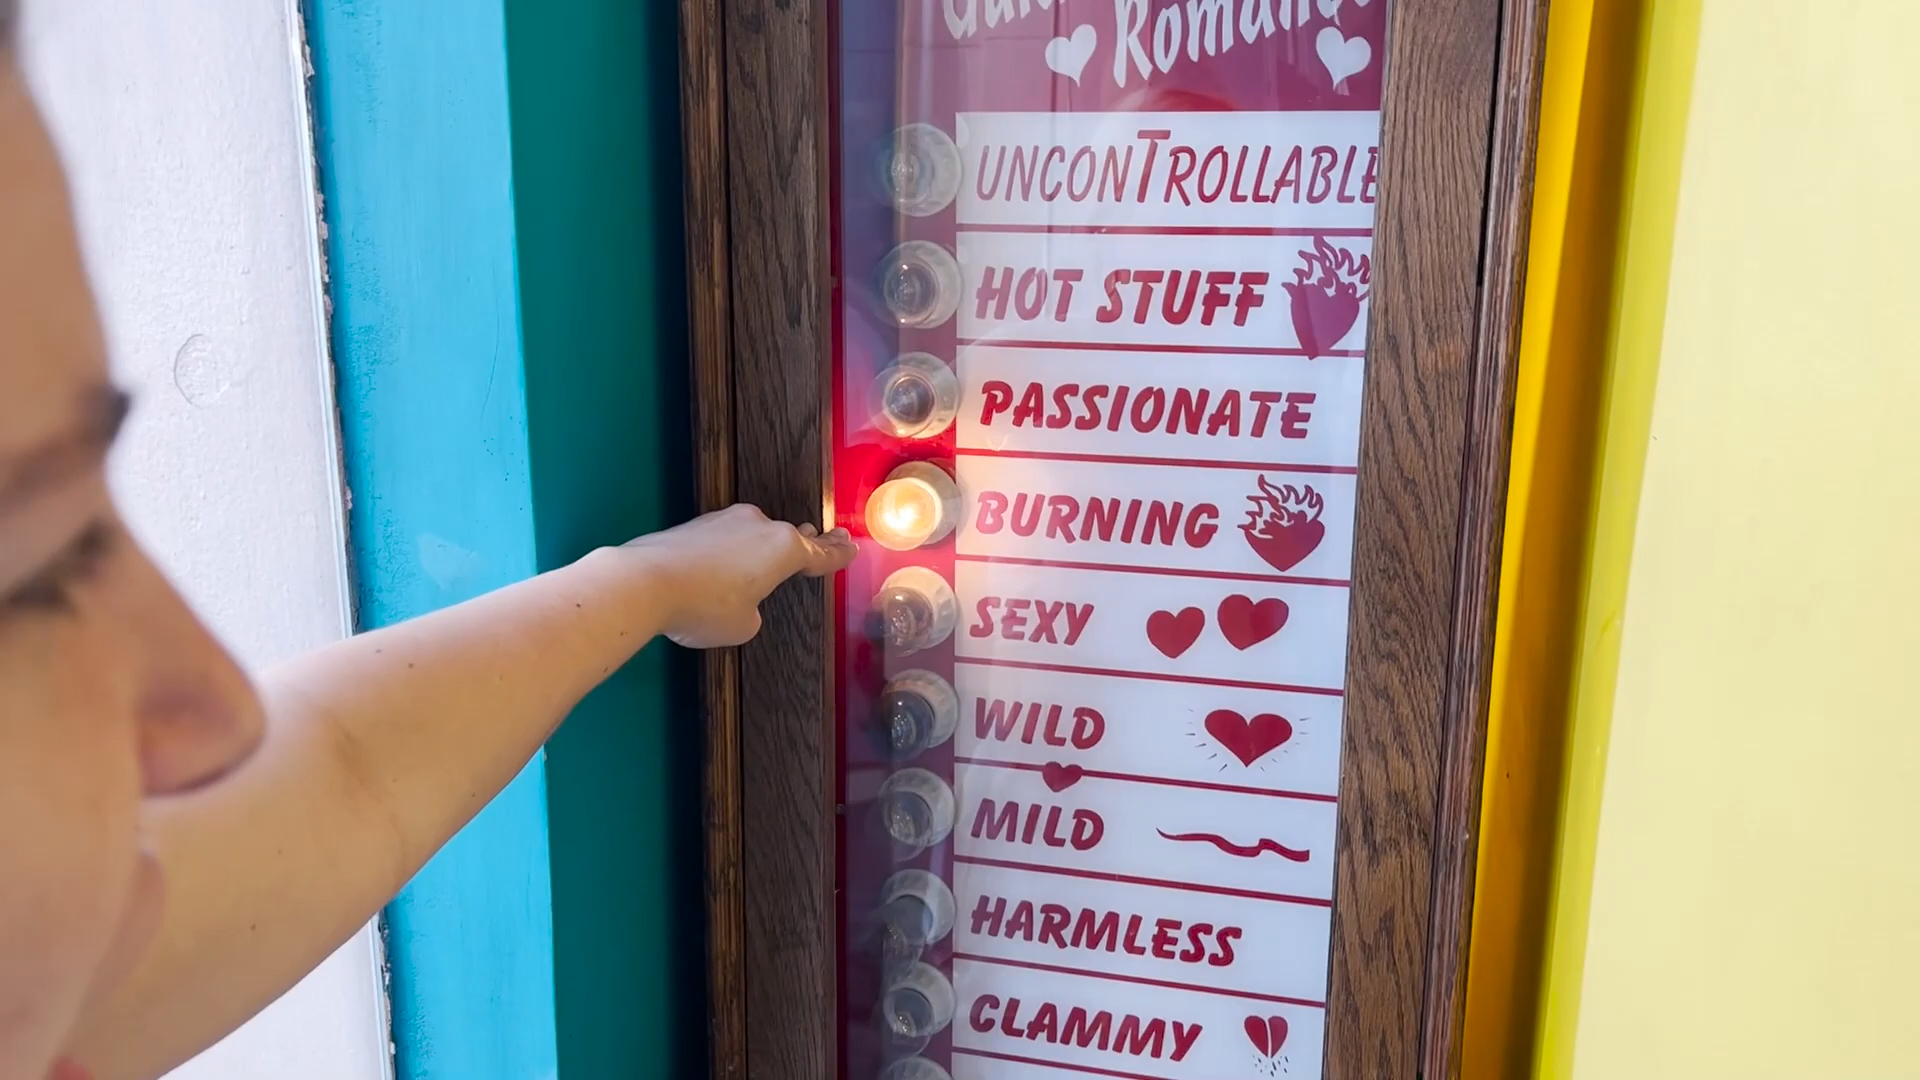 Romance
UNCONTROLLABLE
HOT STUFF
PASSIONATE
BURNING
SEXY
WILD
MILD
HARMLESS
CLAMMY